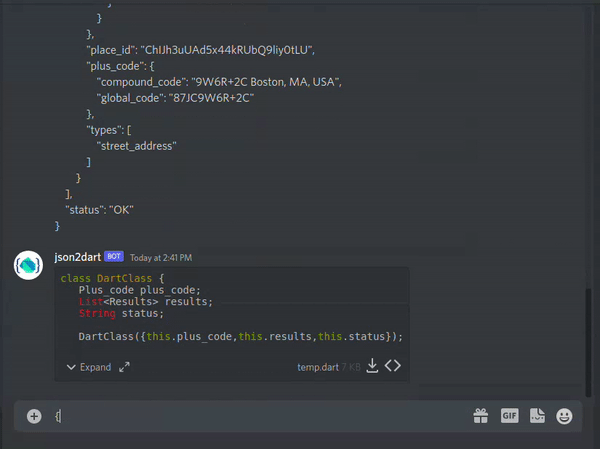 }
}
},
"place_id": "ChIJh3uUAd5x44kRUbQ9liy0tLU",
"plus_code": {
"compound_code": "9W6R+2C Boston, MA, USA",
"global_code": "87JC9W6R+2C"
},
"types": [
"street_address"
]
}
],
"status": "OK"
}
json2dart BOT Today at 2:41 PM
class DartClass {
Plus_code plus_code;
List<Results> results;
String status;
DartClass({this.plus_code,this.results,this.status});
Expand temp.dart 7 KB
{
GIF